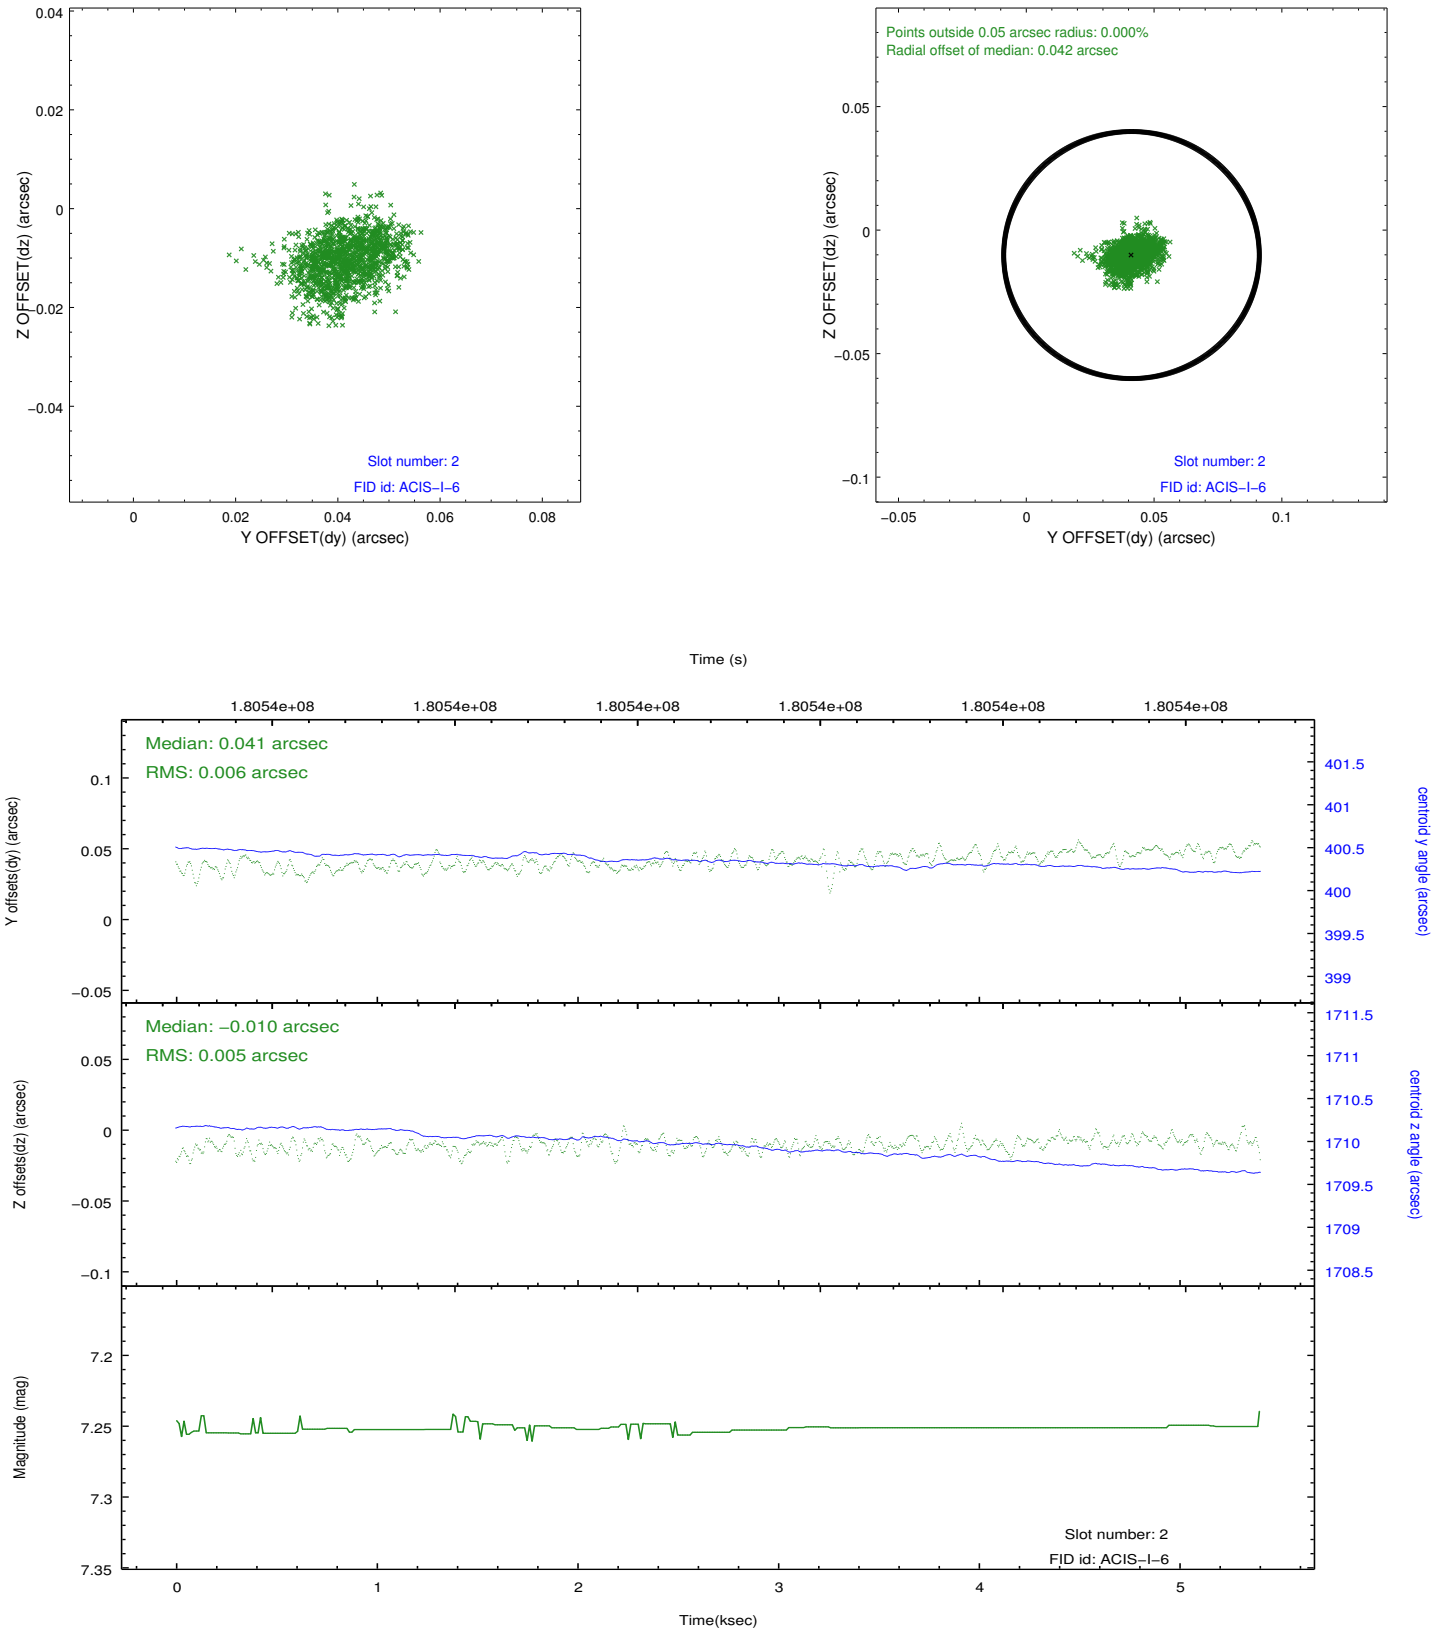 0.04
0.02
0
−0.02
−0.04
Z OFFSET(dz) (arcsec)
Slot number: 2
FID id: ACIS−I−6
0
0.02
0.04
0.06
0.08
Y OFFSET(dy) (arcsec)
Points outside 0.05 arcsec radius: 0.000%
Radial offset of median: 0.042 arcsec
0.05
0
−0.05
−0.1
Z OFFSET(dz) (arcsec)
Slot number: 2
FID id: ACIS−I−6
−0.05
0
0.05
0.1
Y OFFSET(dy) (arcsec)
Time (s)
1.8054e+08
1.8054e+08
1.8054e+08
1.8054e+08
1.8054e+08
1.8054e+08
Median: 0.041 arcsec
RMS: 0.006 arcsec
0.1
0.05
0
−0.05
Y offsets(dy) (arcsec)
401.5
401
400.5
400
399.5
399
centroid y angle (arcsec)
Median: −0.010 arcsec
RMS: 0.005 arcsec
0.05
0
−0.05
−0.1
Z offsets(dz) (arcsec)
1711.5
1711
1710.5
1710
1709.5
1709
1708.5
centroid z angle (arcsec)
7.2
7.25
7.3
7.35
Magnitude (mag)
Slot number: 2
FID id: ACIS−I−6
0
1
2
3
4
5
Time(ksec)